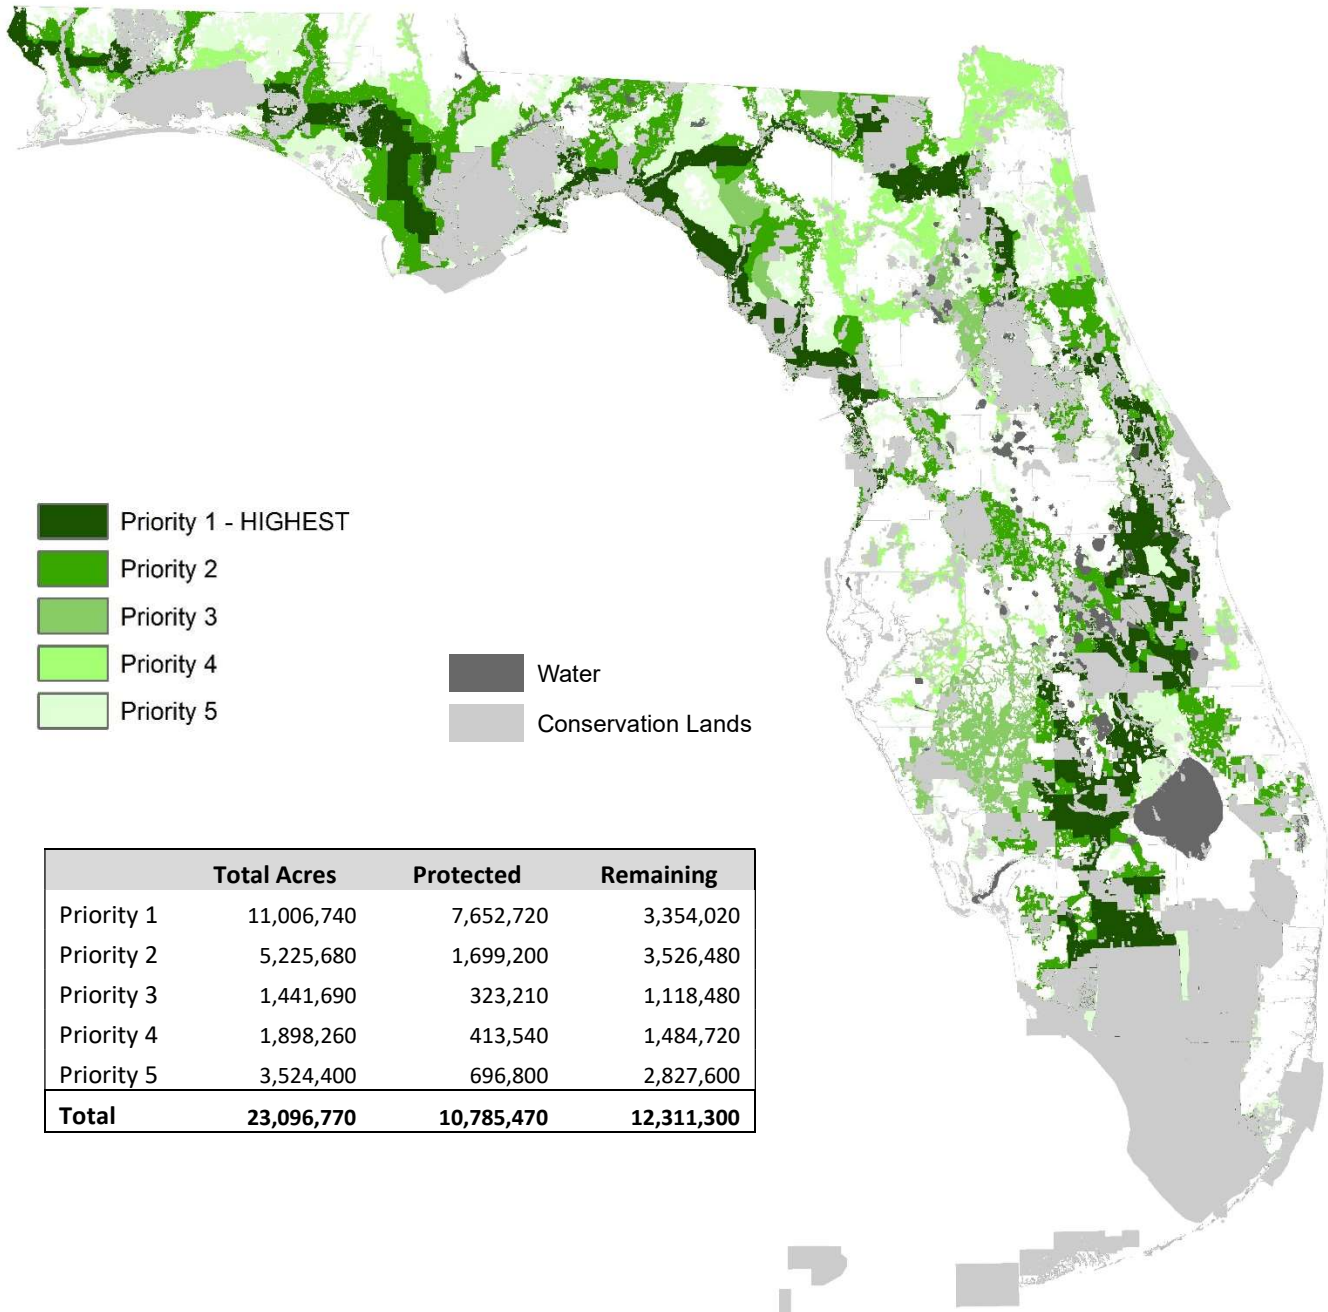 Priority 1 - HIGHEST
Priority 2
Priority 3
Priority 4
Priority 5
Water
Conservation Lands
Total Acres Protected Remaining
Priority 1 11,006,740 7,652,720 3,354,020
Priority 2 5,225,680 1,699,200 3,526,480
Priority 3 1,441,690 323,210 1,118,480
Priority 4 1,898,260 413,540 1,484,720
Priority 5 3,524,400 696,800 2,827,600
Total 23,096,770 10,785,470 12,311,300